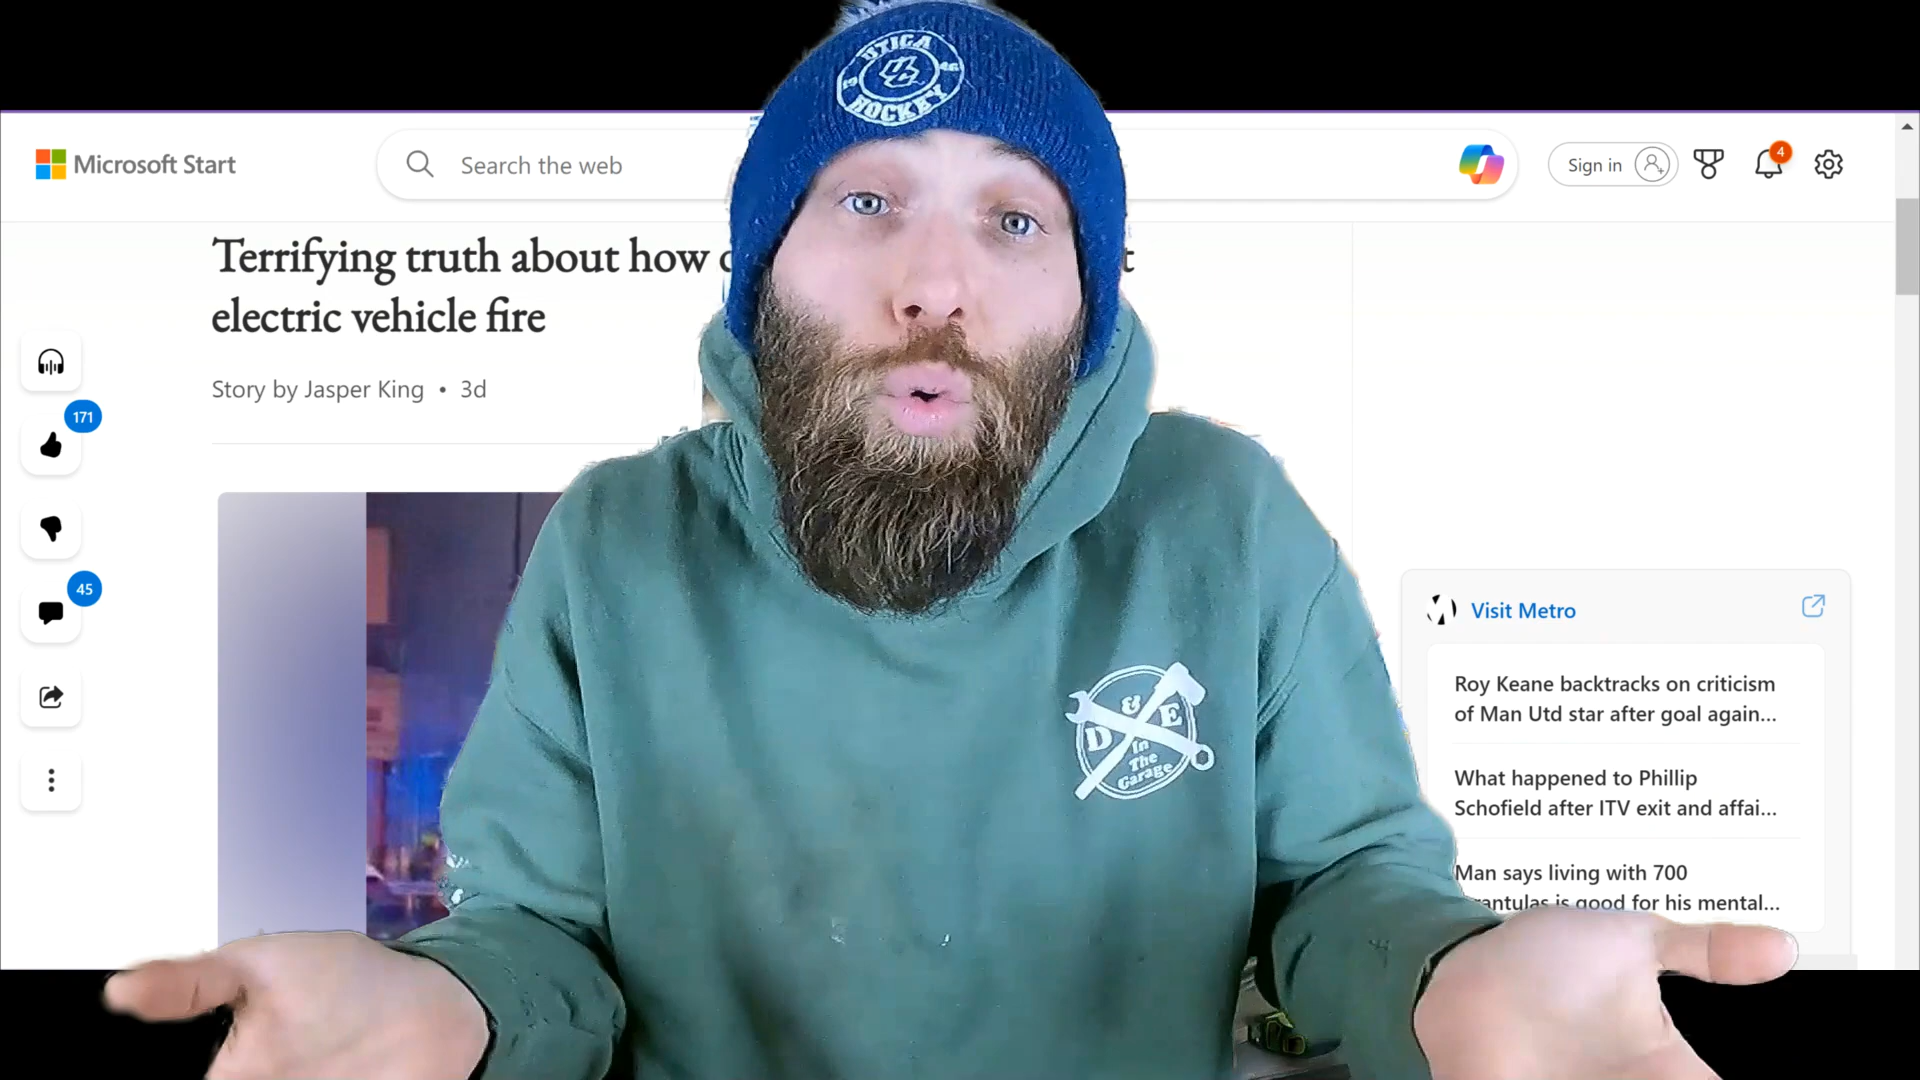 UTICA
UC
HOCKEY
Microsoft Start
Search the web
Sign in
4
Terrifying truth about how
electric vehicle fire
Story by Jasper King • 3d
171
45
D & E
In
The
Garage
Visit Metro
Roy Keane backtracks on criticism
of Man Utd star after goal again...
What happened to Phillip
Schofield after ITV exit and affai...
Man says living with 700
is good for his mental...